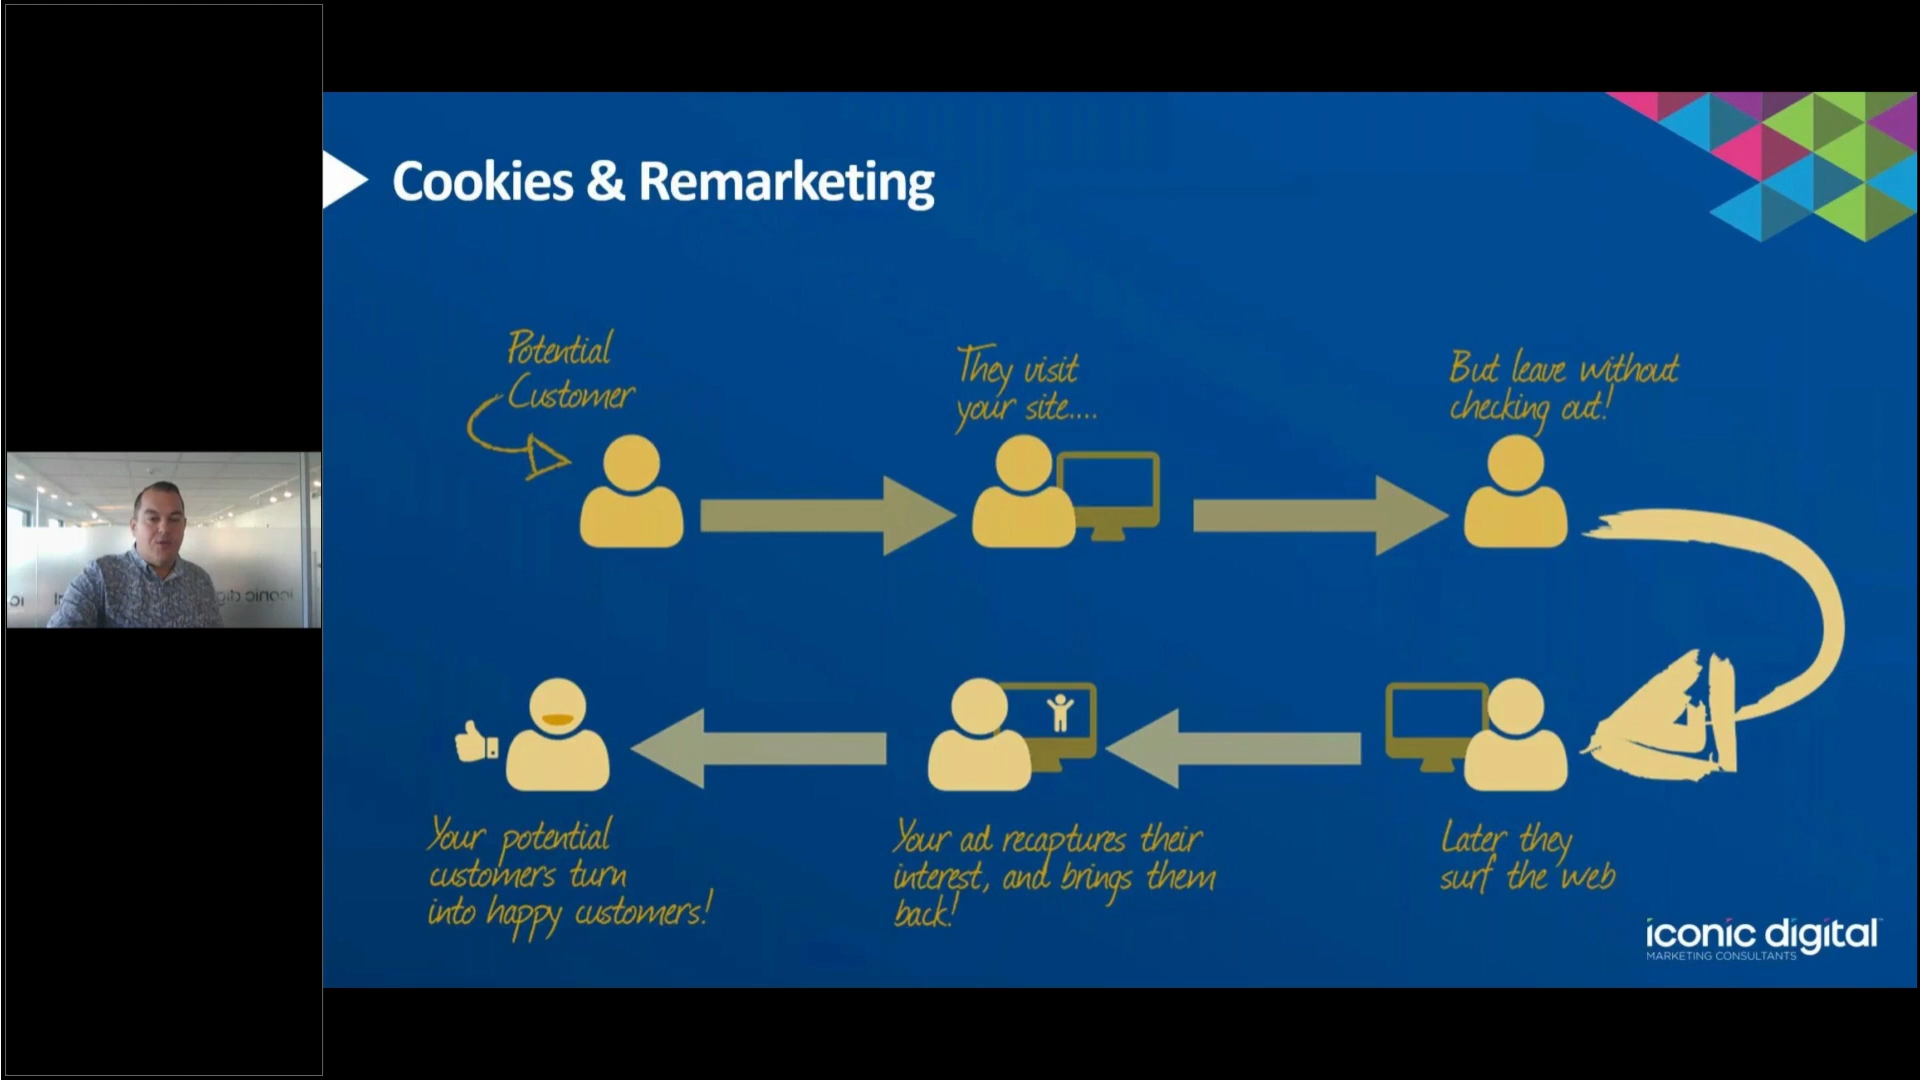 Cookies & Remarketing
Potential
Customer
They visit
your site....
But leave without
checking out!
Your potential
customers turn
into happy customers!
Your ad recaptures their
interest, and brings them
back!
Later they
surf the web
iconic digital
MARKETING CONSULTANTS
iconic digi